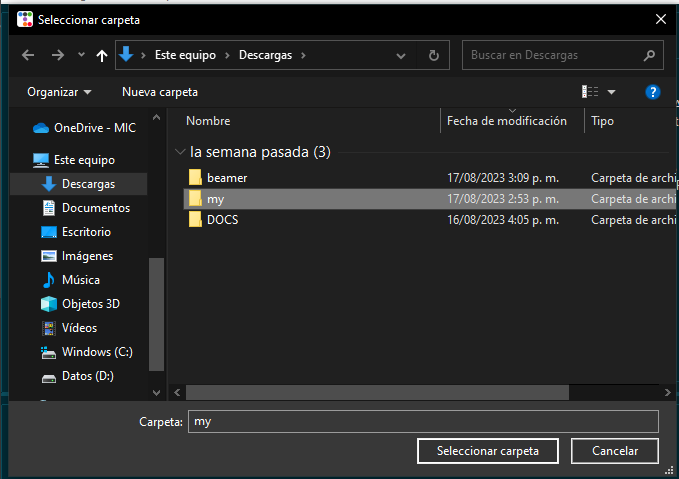 Seleccionar carpeta
Este equipo Descargas
Buscar en Descargas
Organizar Nueva carpeta
OneDrive - MIC
Este equipo
Descargas
Documentos
Escritorio
Imágenes
Música
Objetos 3D
Vídeos
Windows (C:)
Datos (D:)
Nombre Fecha de modificación Tipo
la semana pasada (3)
beamer 17/08/2023 3:09 p. m. Carpeta de archi
my 17/08/2023 2:53 p. m. Carpeta de archi
DOCS 16/08/2023 4:05 p. m. Carpeta de archi
Carpeta: my
Seleccionar carpeta Cancelar